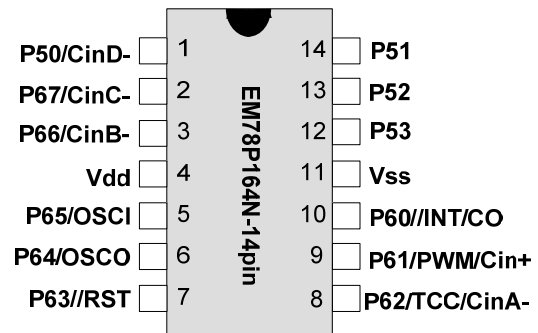 P50/CinD- 1 14 P51
P67/CinC- 2 13 P52
P66/CinB- 3 12 P53
Vdd 4 11 Vss
P65/OSCI 5 10 P60//INT/CO
P64/OSCO 6 9 P61/PWM/Cin+
P63//RST 7 8 P62/TCC/CinA-
EM78P164N-14pin